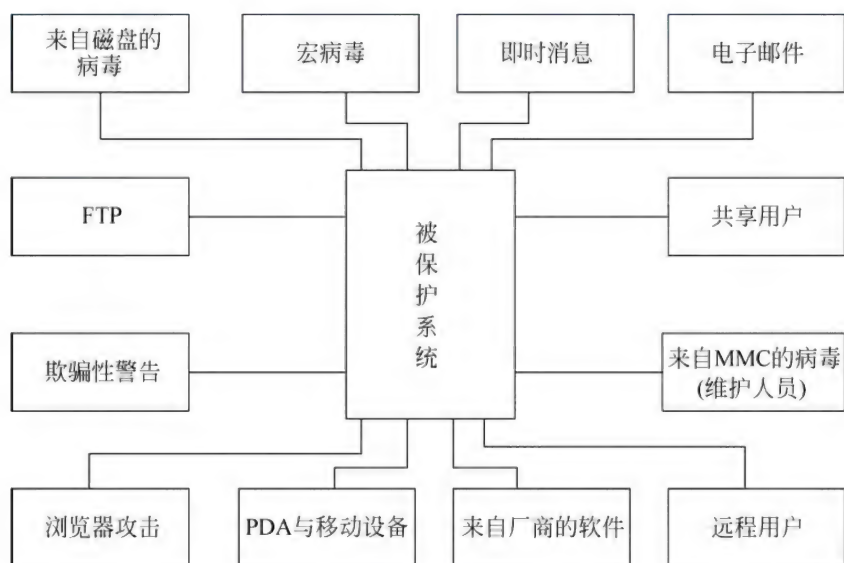 来自磁盘的
病毒
宏病毒
即时消息
电子邮件
FTP
被
保
护
系
统
共享用户
欺骗性警告
来自MMC的病毒
(维护人员)
浏览器攻击
PDA与移动设备
来自厂商的软件
远程用户